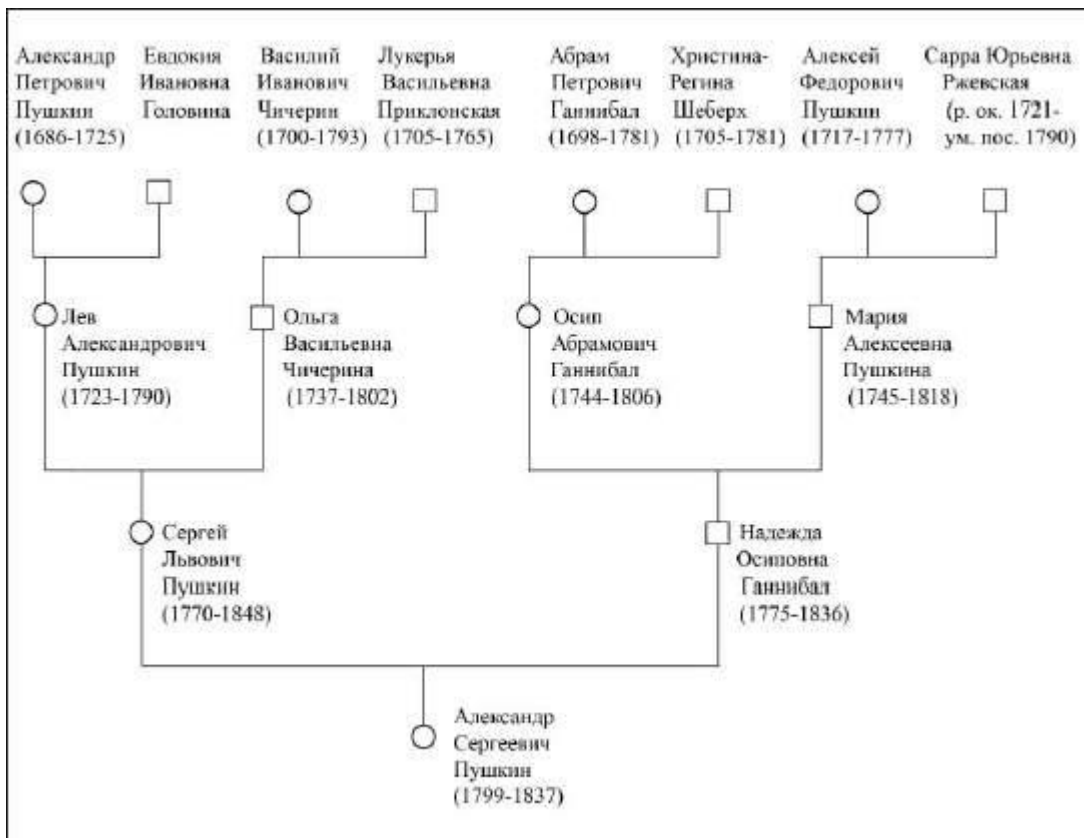 Александр
Петрович
Пушкин
(1686-1725)
Евдокия
Ивановна
Головина
Василий
Иванович
Чичерин
(1700-1793)
Лукерья
Васильевна
Приклонская
(1705-1765)
Абрам
Петрович
Ганнибал
(1698-1781)
Христина-
Регина
Шеберх
(1705-1781)
Алексей
Федорович
Пушкин
(1717-1777)
Сарра Юрьевна
Ржевская
(р. ок. 1721-
ум. пос. 1790)
Лев
Александрович
Пушкин
(1723-1790)
Ольга
Васильевна
Чичерина
(1737-1802)
Осип
Абрамович
Ганнибал
(1744-1806)
Мария
Алексеевна
Пушкина
(1745-1818)
Сергей
Львович
Пушкин
(1770-1848)
Надежда
Осиповна
Ганнибал
(1775-1836)
Александр
Сергеевич
Пушкин
(1799-1837)